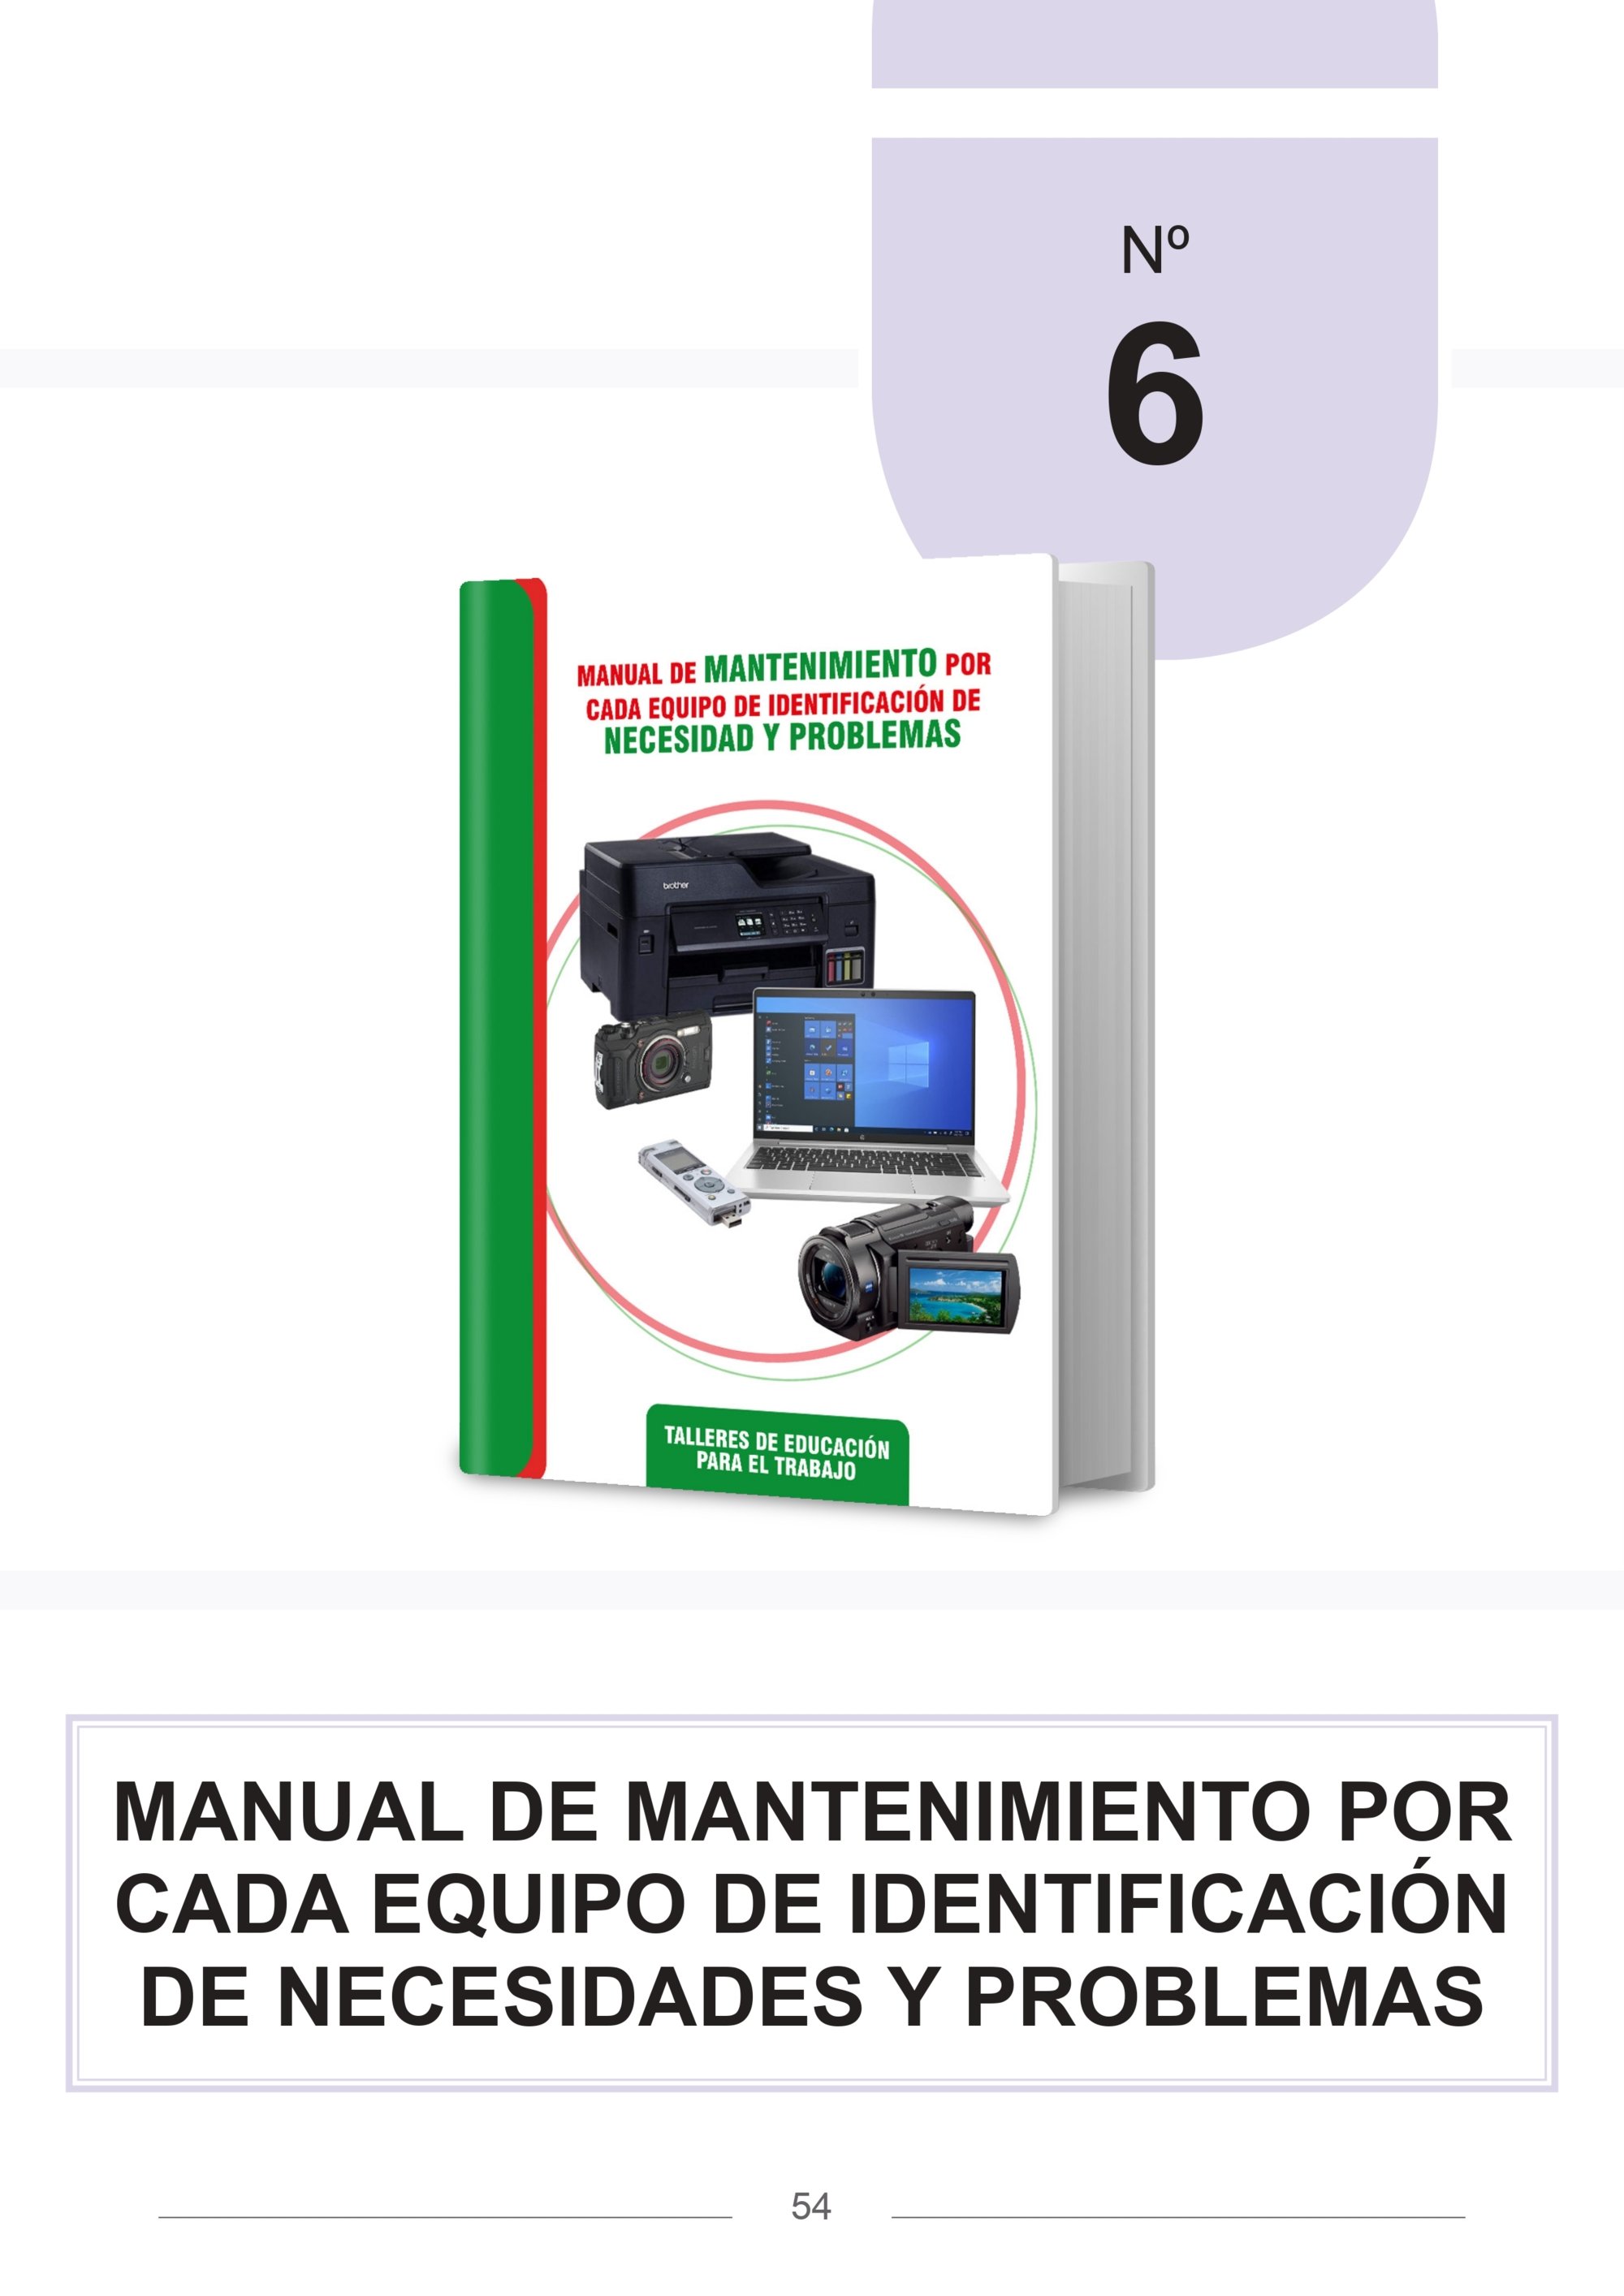 Nº
6
MANUAL DE MANTENIMIENTO POR
CADA EQUIPO DE IDENTIFICACIÓN DE
NECESIDAD Y PROBLEMAS
brother
TALLERES DE EDUCACIÓN
PARA EL TRABAJO
MANUAL DE MANTENIMIENTO POR
CADA EQUIPO DE IDENTIFICACIÓN
DE NECESIDADES Y PROBLEMAS
54